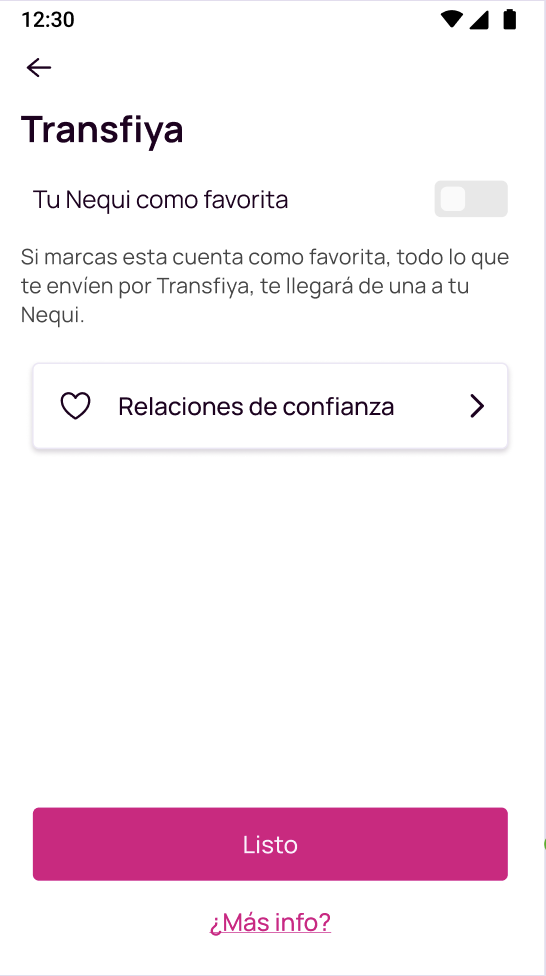 12:30
Transfiya
Tu Nequi como favorita
Si marcas esta cuenta como favorita, todo lo que
te envíen por Transfiya, te llegará de una a tu
Nequi.
Relaciones de confianza
Listo
¿Más info?